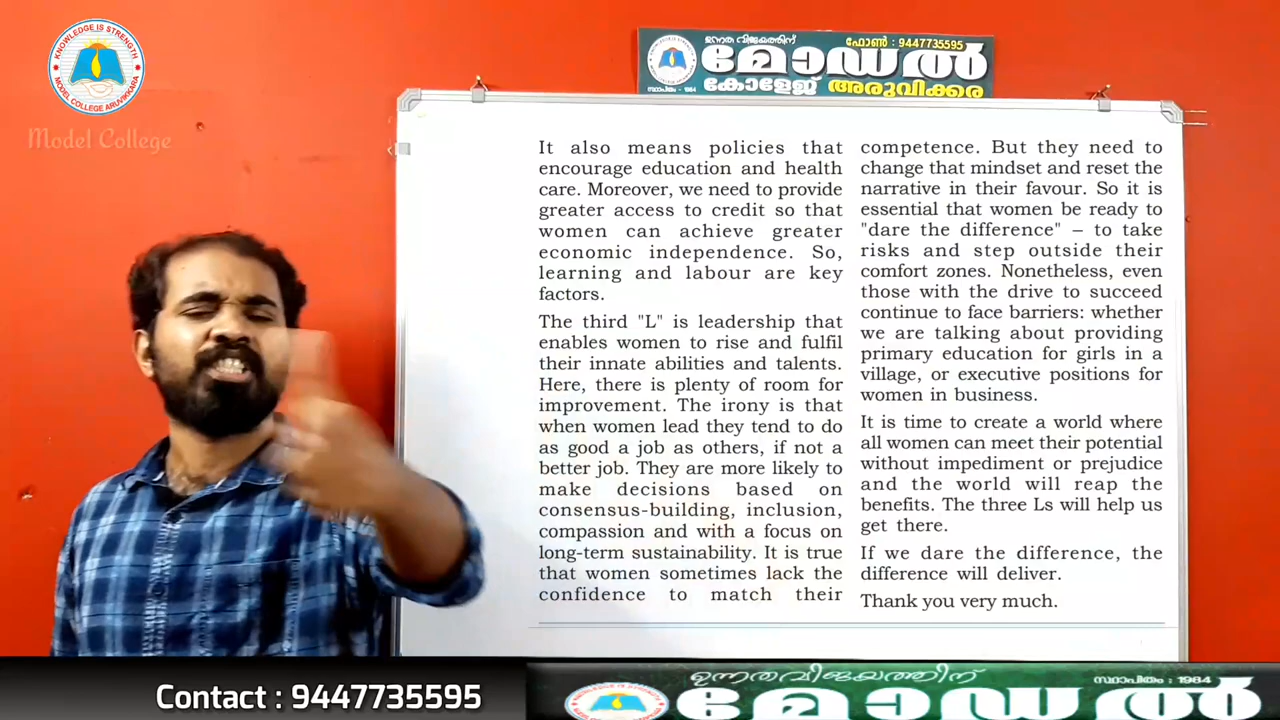 KNOWLEDGE IS STRENGTH
MODEL COLLEGE ARUVIKKARA
Model College
ഉന്നത വിജയത്തിന്
ഫോൺ : 9447735595
മോഡൽ
കോളേജ് അരുവിക്കര
സ്ഥാപിതം - 1984
It also means policies that
encourage education and health
care. Moreover, we need to provide
greater access to credit so that
women can achieve greater
economic independence. So,
learning and labour are key
factors.
The third "L" is leadership that
enables women to rise and fulfil
their innate abilities and talents.
Here, there is plenty of room for
improvement. The irony is that
when women lead they tend to do
as good a job as others, if not a
better job. They are more likely to
make decisions based on
consensus-building, inclusion,
compassion and with a focus on
long-term sustainability. It is true
that women sometimes lack the
confidence to match their
competence. But they need to
change that mindset and reset the
narrative in their favour. So it is
essential that women be ready to
"dare the difference" – to take
risks and step outside their
comfort zones. Nonetheless, even
those with the drive to succeed
continue to face barriers: whether
we are talking about providing
primary education for girls in a
village, or executive positions for
women in business.
It is time to create a world where
all women can meet their potential
without impediment or prejudice
and the world will reap the
benefits. The three Ls will help us
get there.
If we dare the difference, the
difference will deliver.
Thank you very much.
Contact : 9447735595
ഉന്നതവിജയത്തിന്
സ്ഥാപിതം : 1984
മോഡൽ